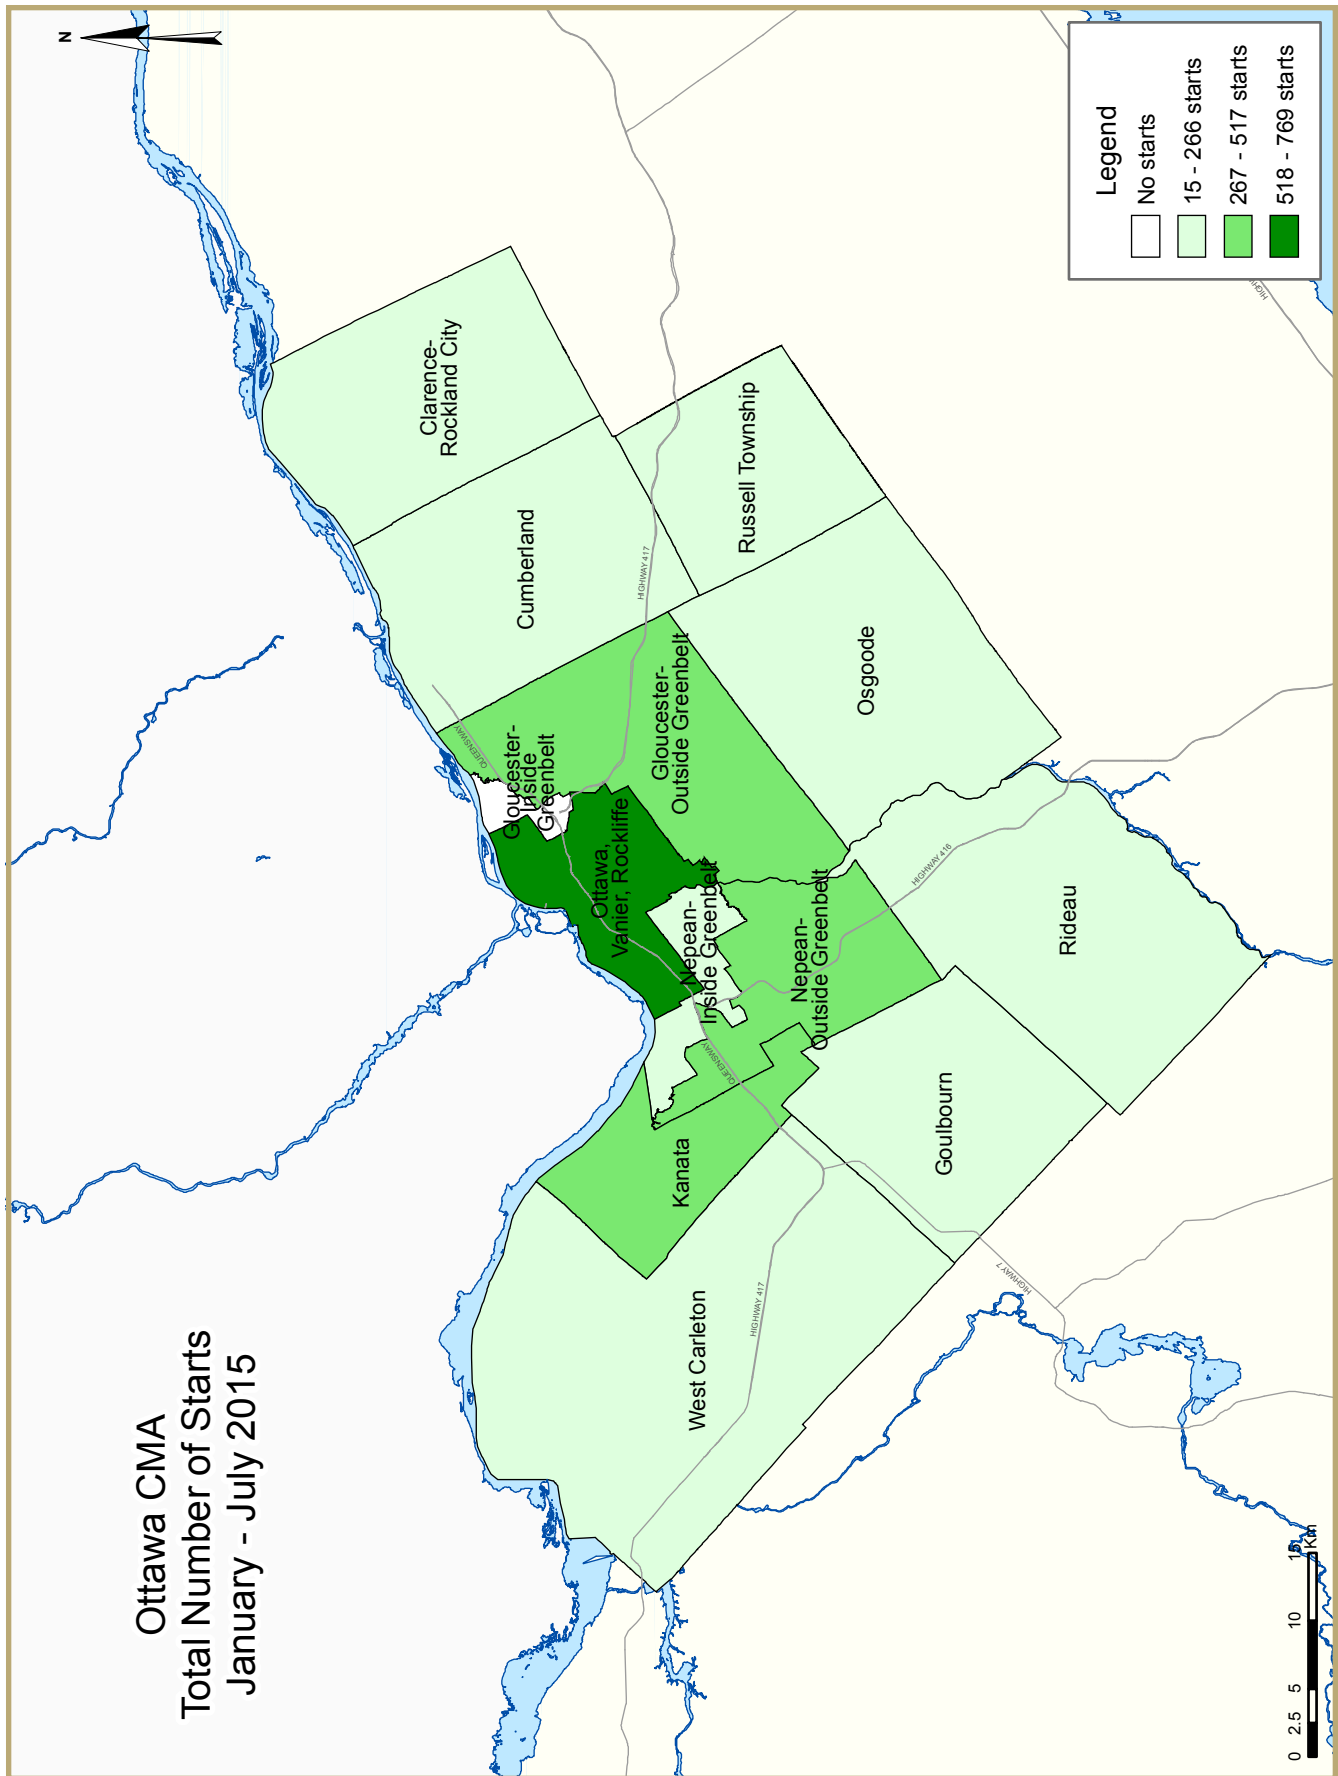 Ottawa CMA
Total Number of Starts
January - July 2015
N
Clarence-
Rockland City
Cumberland
Russell Township
Osgoode
Gloucester-
Inside
Greenbelt
Gloucester-
Outside Greenbelt
Ottawa,
Vanier, Rockliffe
Nepean-
Inside Greenbelt
Nepean-
Outside Greenbelt
Rideau
Kanata
Goulbourn
West Carleton
QUEENSWAY
HIGHWAY 417
HIGHWAY 416
QUEENSWAY
HIGHWAY 417
HIGHWAY 7
Legend
No starts
15 - 266 starts
267 - 517 starts
518 - 769 starts
0 2.5 5 10 15
Km